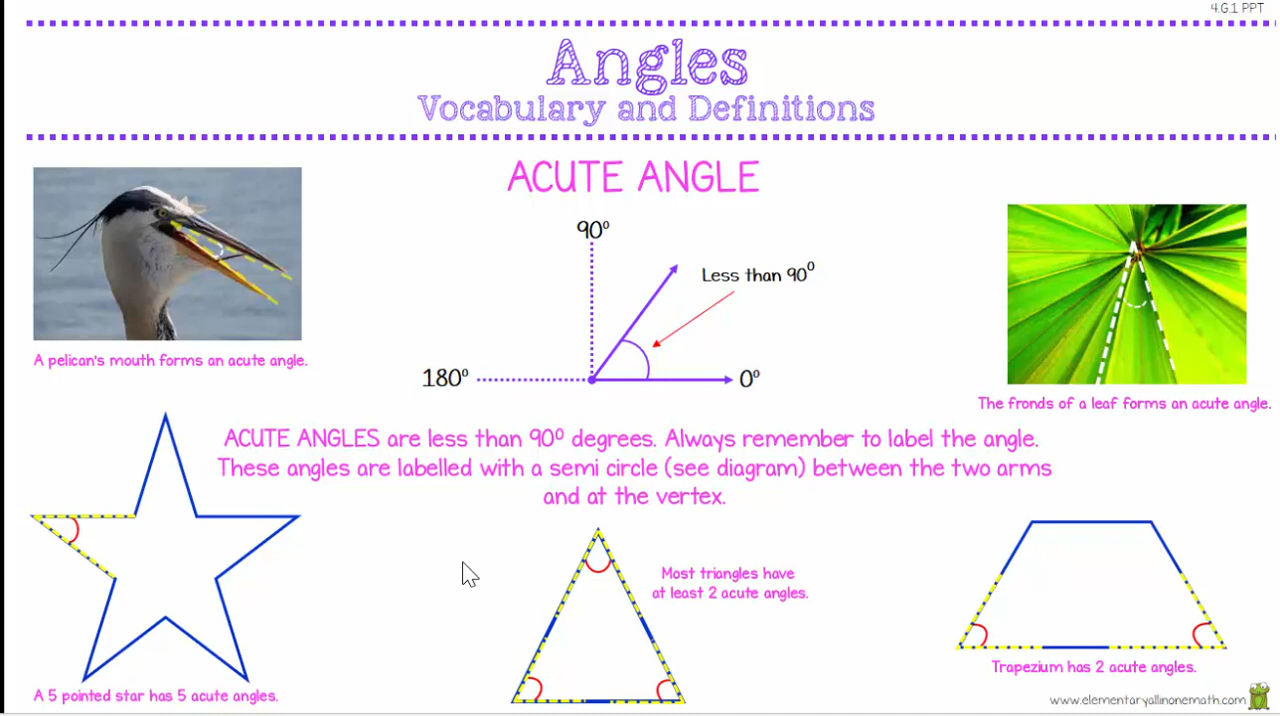 4.G.1 PPT
Angles
Vocabulary and Definitions
ACUTE ANGLE
90⁰
Less than 90⁰
180⁰
0⁰
A pelican's mouth forms an acute angle.
The fronds of a leaf forms an acute angle.
ACUTE ANGLES are less than 90⁰ degrees. Always remember to label the angle.
These angles are labelled with a semi circle (see diagram) between the two arms
and at the vertex.
Most triangles have
at least 2 acute angles.
Trapezium has 2 acute angles.
A 5 pointed star has 5 acute angles.
www.elementaryallinonemath.com